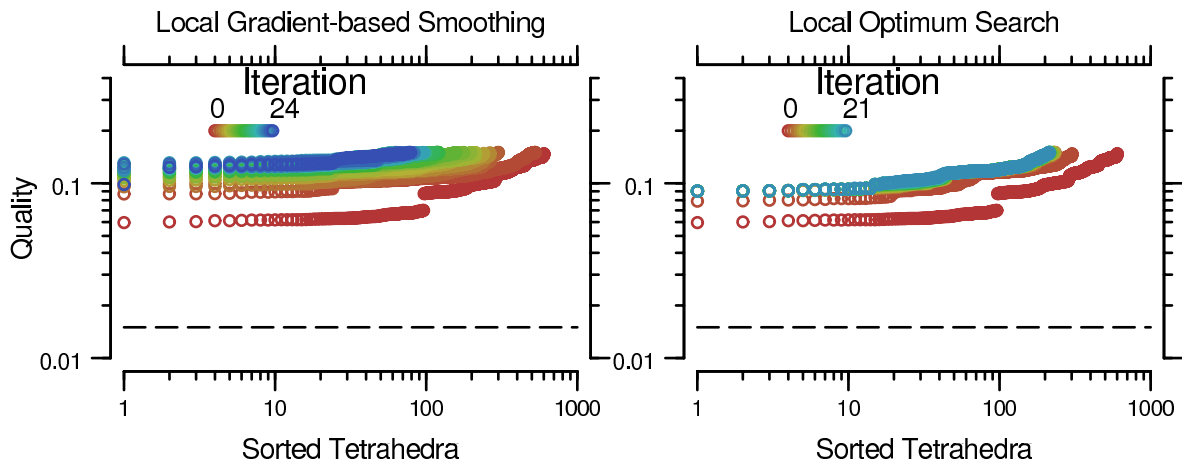 Local Gradient-based Smoothing
Local Optimum Search
Iteration
0 24
Iteration
0 21
Quality
0.1
0.01
0.1
0.01
1 10 100 1000
1 10 100 1000
Sorted Tetrahedra
Sorted Tetrahedra